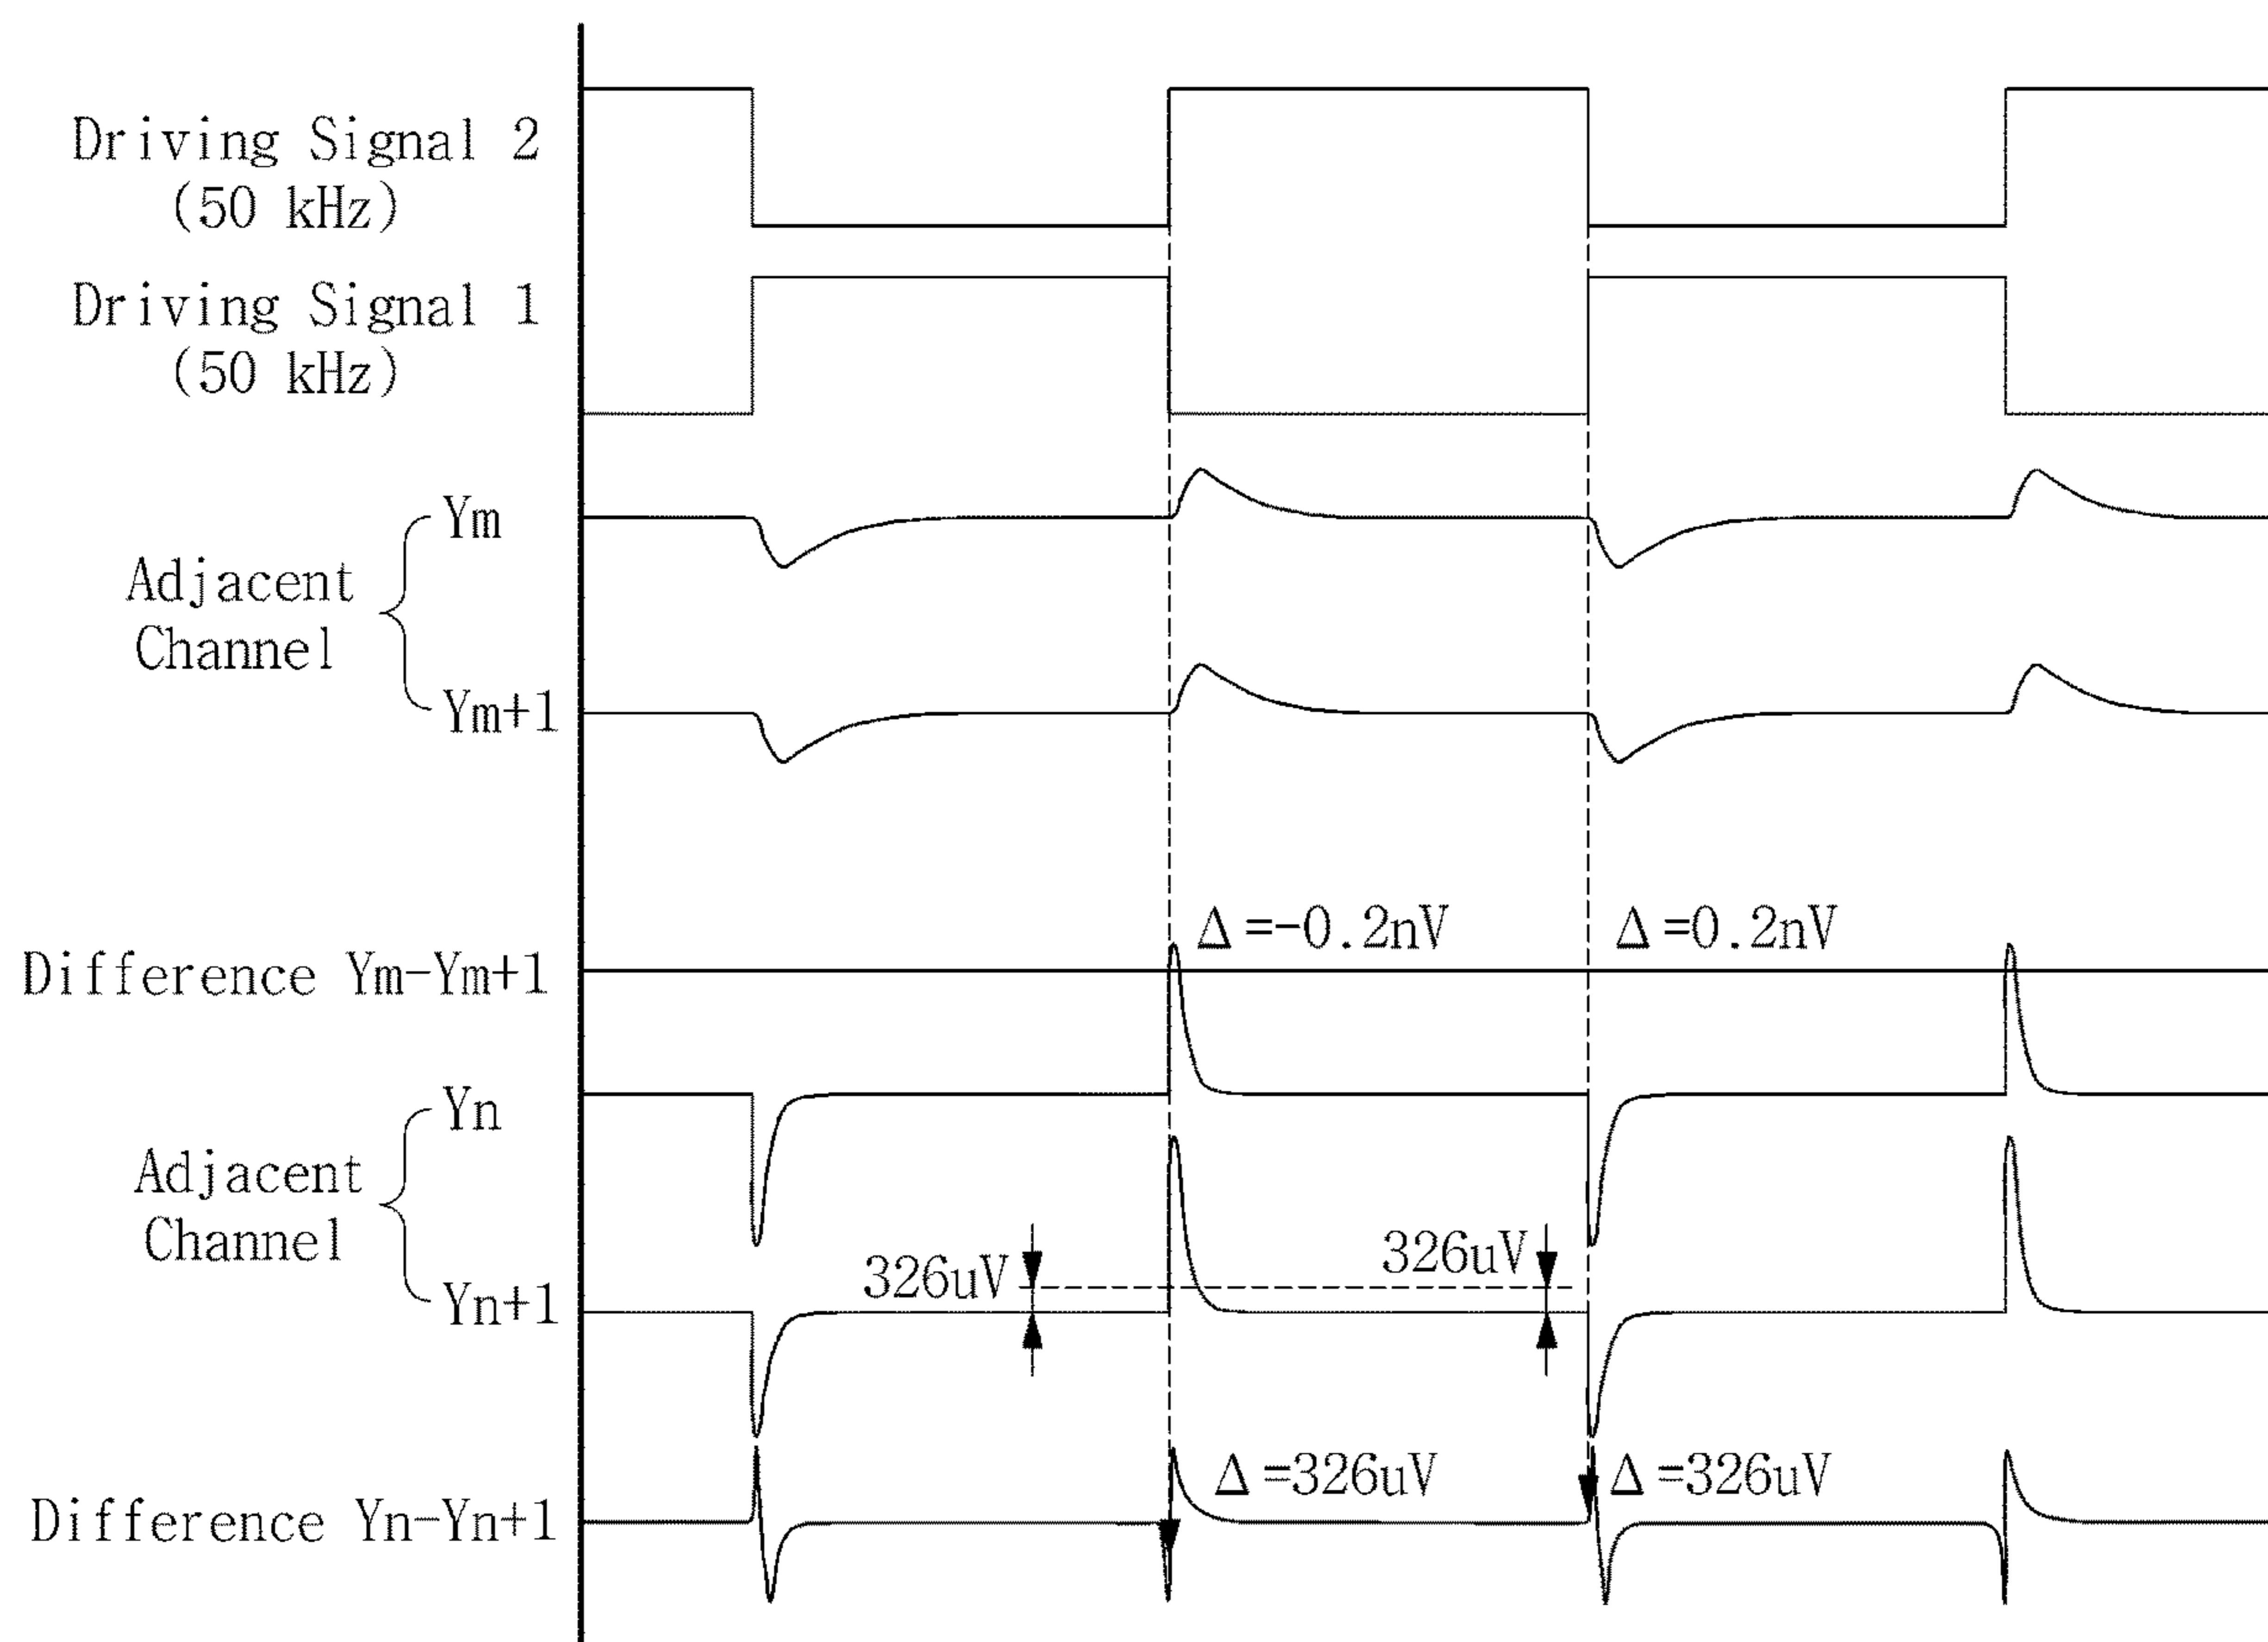 Driving Signal 2
(50 kHz)
Driving Signal 1
(50 kHz)
Ym
Adjacent
Channel
Ym+1
Δ=-0.2nV
Δ=0.2nV
Difference Ym-Ym+1
Yn
Adjacent
Channel
326uV
326uV
Yn+1
Δ=326uV
Δ=326uV
Difference Yn-Yn+1